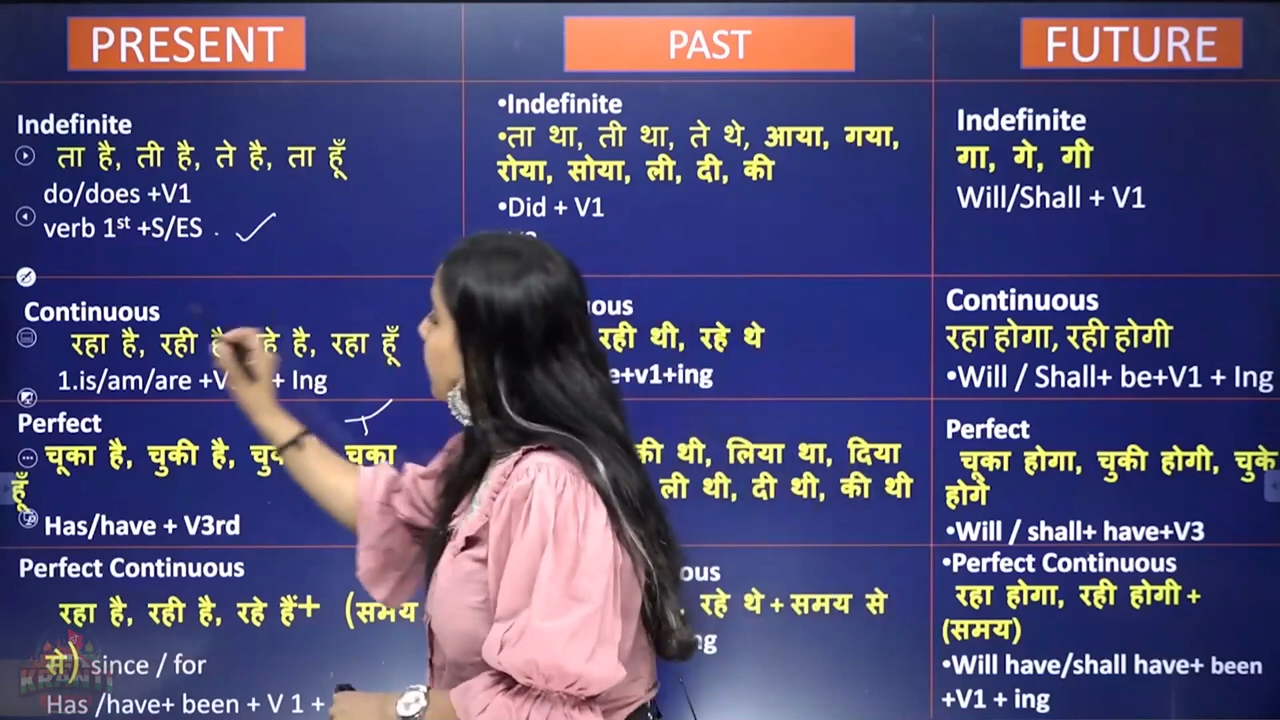 PRESENT
PAST
FUTURE
Indefinite
ता है, ती है, ते है, ता हूँ
do/does +V1
verb 1st +S/ES .
•Indefinite
•ता था, ती था, ते थे, आया, गया,
रोया, सोया, ली, दी, की
•Did + V1
Indefinite
गा, गे, गी
Will/Shall + V1
Continuous
रहा है, रही है, है, रहा हूँ
1.is/am/are + Ing
रही थी, रहे थे
+v1+ing
Continuous
रहा होगा, रही होगी
•Will / Shall+ be+V1 + Ing
Perfect
चूका है, चुकी है, चुका
हूँ
Has/have + V3rd
की थी, लिया था, दिया
ली थी, दी थी, की थी
Perfect
चूका होगा, चुकी होगी, चुके
होगे
•Will / shall+ have+V3
Perfect Continuous
रहा है, रही है, रहे हैं+ (समय
से) since / for
Has /have+ been + V 1 +
रहे थे + समय से
•Perfect Continuous
रहा होगा, रही होगी +
(समय)
•Will have/shall have+ been
+V1 + ing
KRANTI